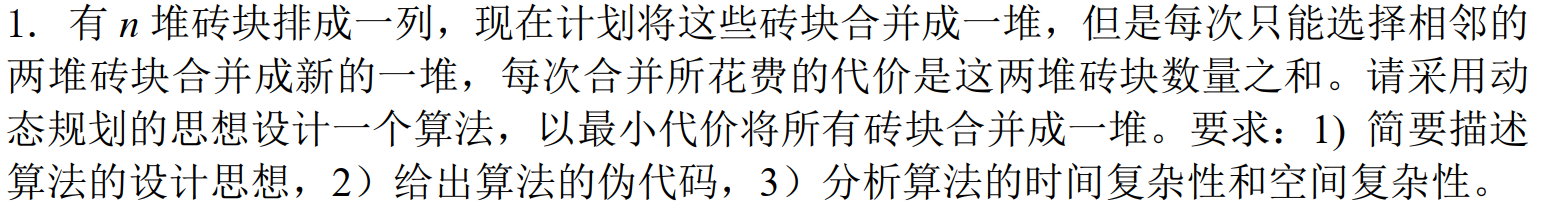 1. 有 n 堆砖块排成一列，现在计划将这些砖块合并成一堆，但是每次只能选择相邻的
两堆砖块合并成新的一堆，每次合并所花费的代价是这两堆砖块数量之和。请采用动
态规划的思想设计一个算法，以最小代价将所有砖块合并成一堆。要求：1) 简要描述
算法的设计思想，2）给出算法的伪代码，3）分析算法的时间复杂性和空间复杂性。